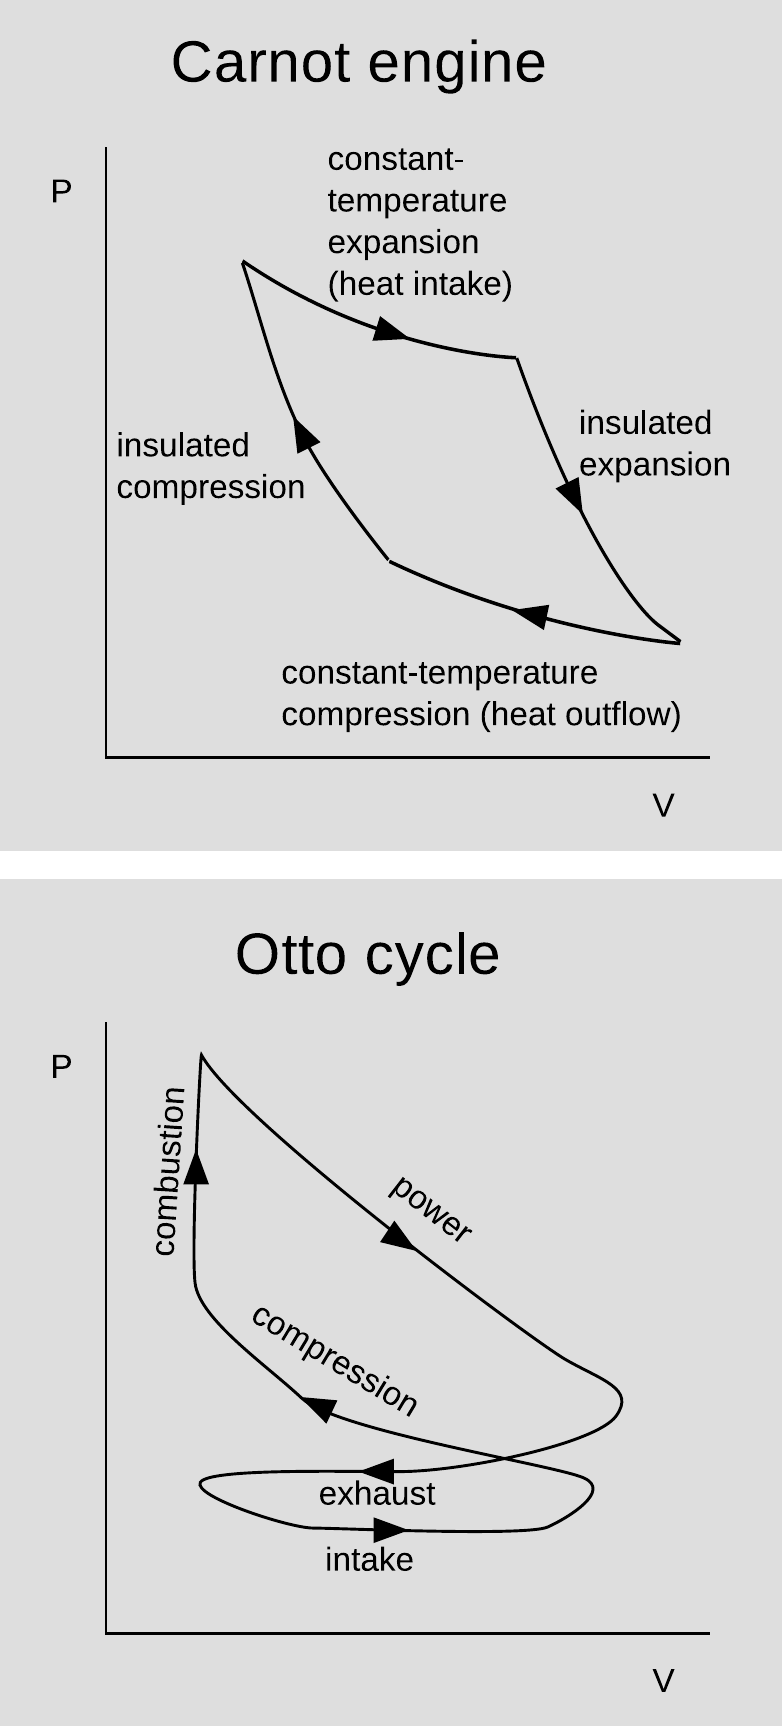 Carnot engine
P
constant-
temperature
expansion
(heat intake)
insulated
expansion
insulated
compression
constant-temperature
compression (heat outflow)
V
Otto cycle
P
combustion
power
compression
exhaust
intake
V